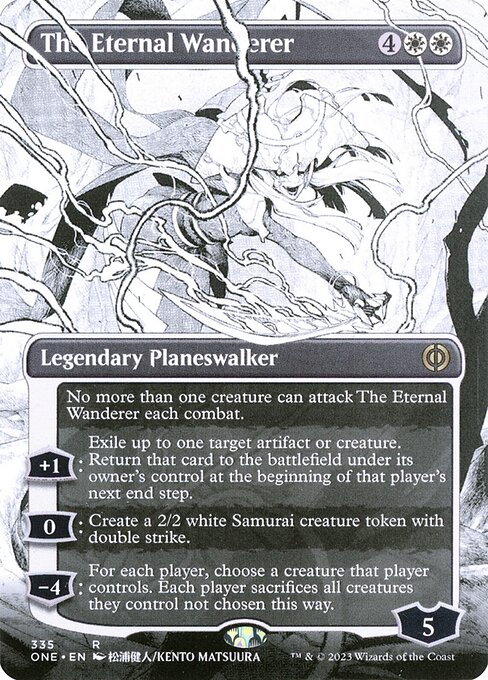 The Eternal Wanderer 4
Legendary Planeswalker
No more than one creature can attack The Eternal
Wanderer each combat.
Exile up to one target artifact or creature.
+1 : Return that card to the battlefield under its
owner's control at the beginning of that player's
next end step.
0 : Create a 2/2 white Samurai creature token with
double strike.
For each player, choose a creature that player
−4 : controls. Each player sacrifices all creatures
they control not chosen this way.
5
335 R
ONE • EN 松浦健人/KENTO MATSUURA ™ & © 2023 Wizards of the Coast